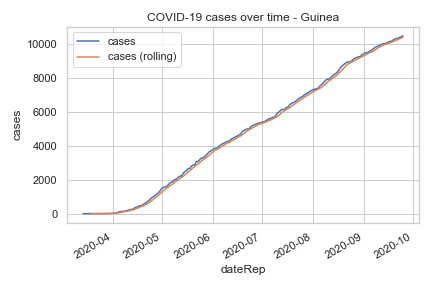 COVID-19 cases over time - Guinea
cases
cases (rolling)
10000
8000
6000
4000
2000
0
cases
2020-04
2020-05
2020-06
2020-07
2020-08
2020-09
2020-10
dateRep